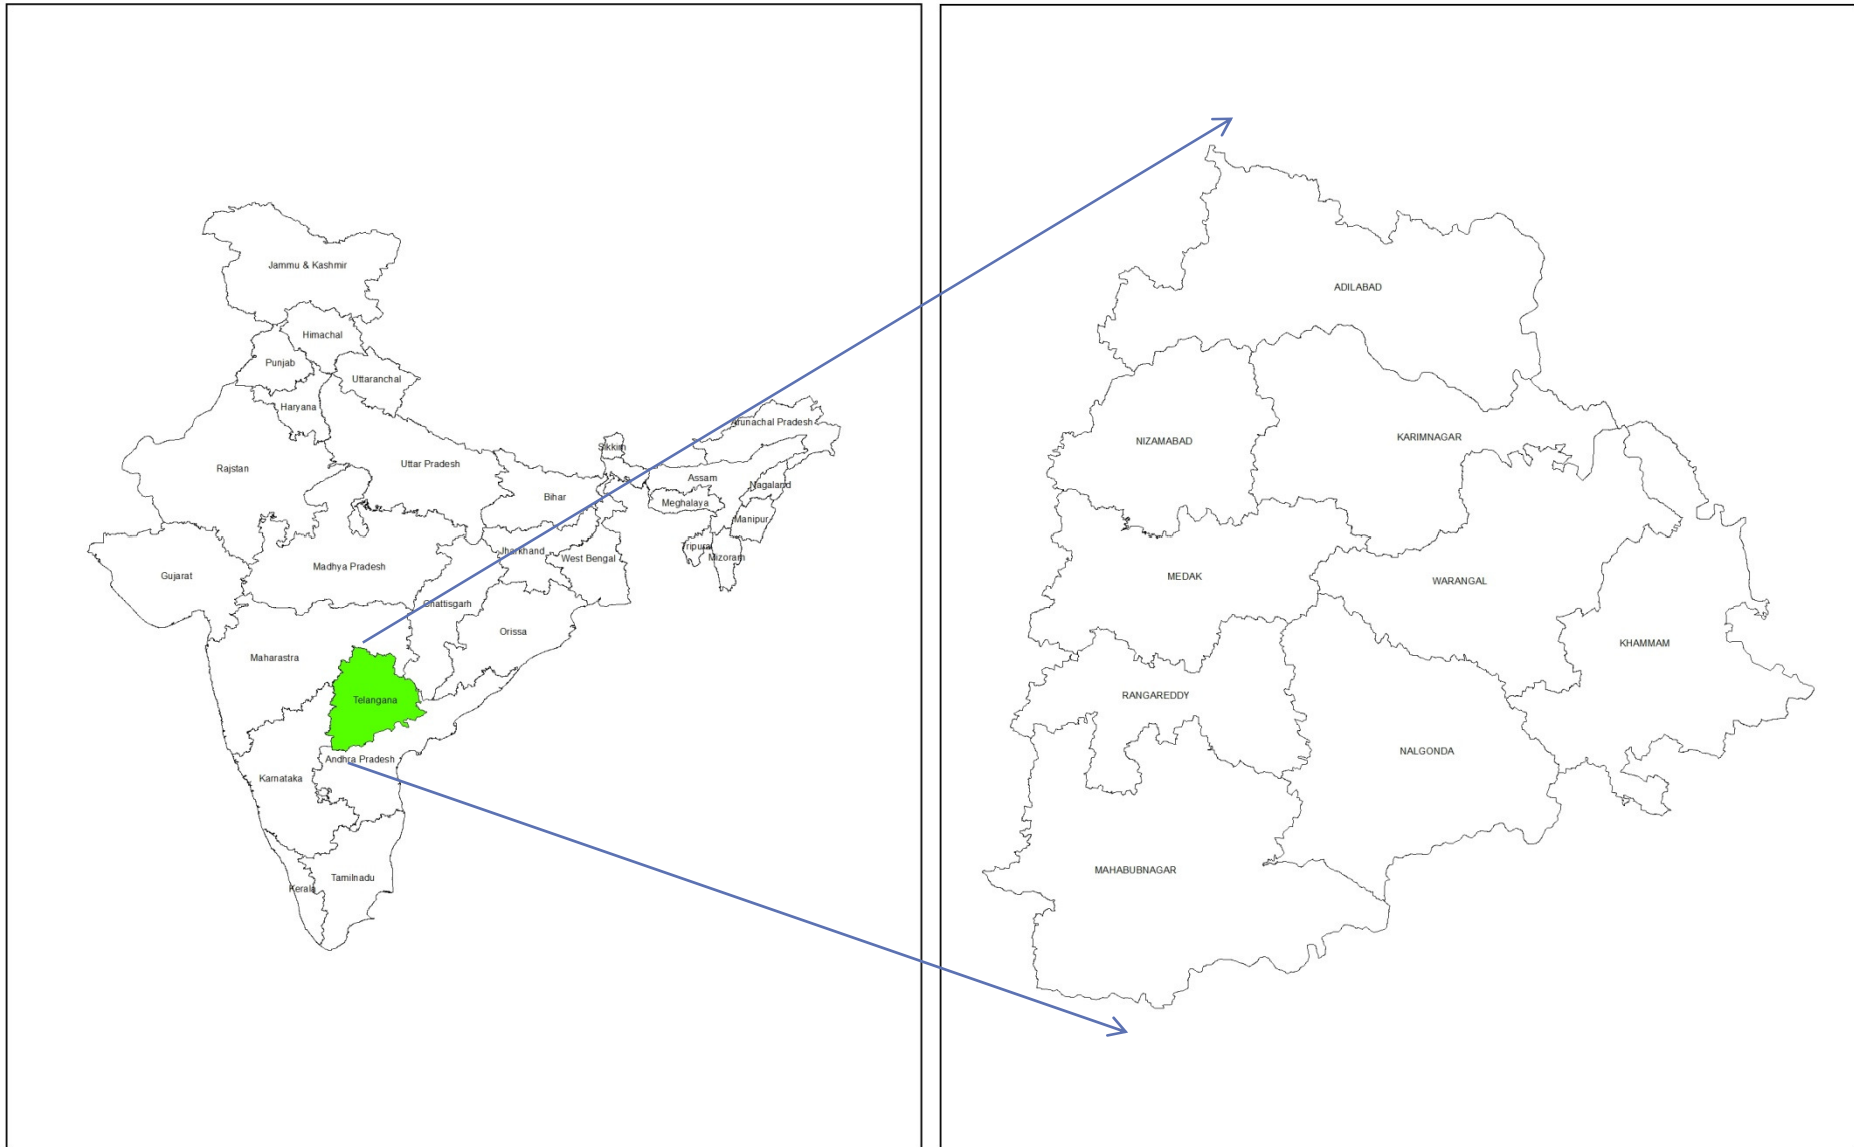 Jammu & Kashmir
Himachal
Punjab
Uttaranchal
Haryana
Arunachal Pradesh
Sikkim
Uttar Pradesh
Rajstan
Assam
Nagaland
Bihar
Meghalaya
Manipur
Tripura
Jharkhand
West Bengal
Mizoram
Madhya Pradesh
Gujarat
Chattisgarh
Orissa
Maharastra
Telangana
Andhra Pradesh
Karnataka
Tamilnadu
Kerala
ADILABAD
KARIMNAGAR
NIZAMABAD
MEDAK
WARANGAL
KHAMMAM
RANGAREDDY
NALGONDA
MAHABUBNAGAR